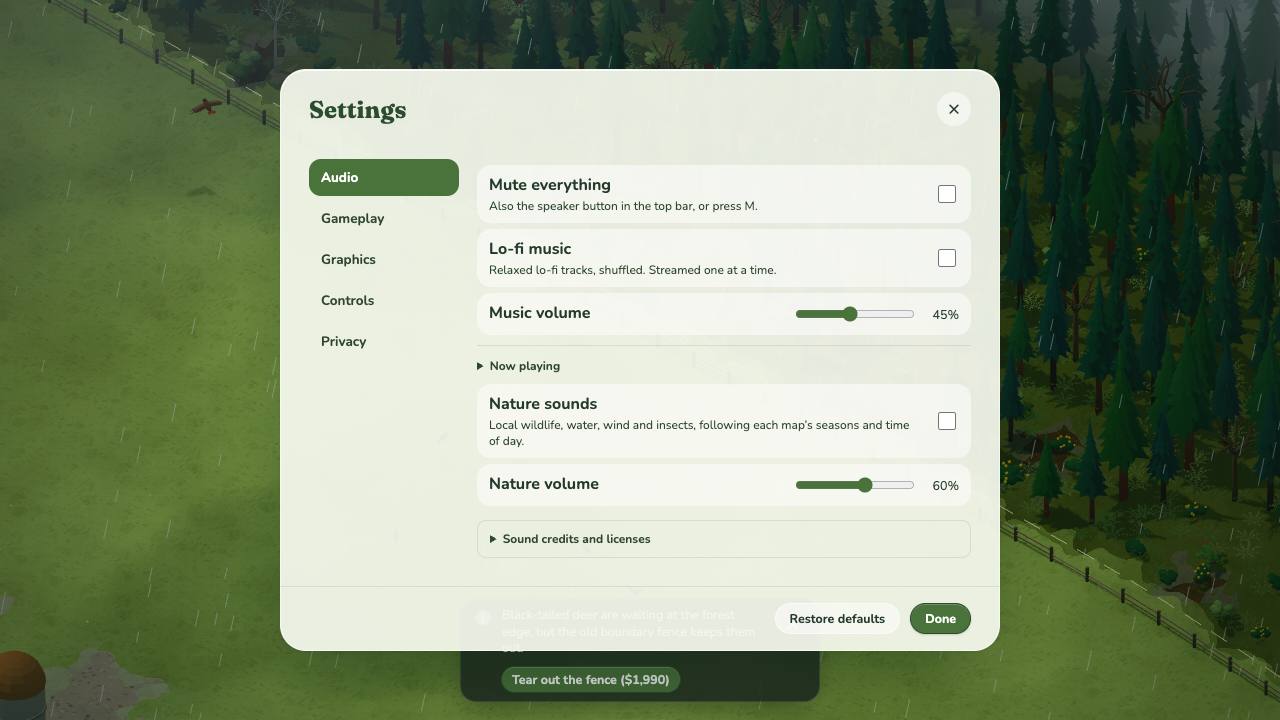 Settings
✕
Audio
Gameplay
Graphics
Controls
Privacy
Mute everything
Also the speaker button in the top bar, or press M.
Lo-fi music
Relaxed lo-fi tracks, shuffled. Streamed one at a time.
Music volume
45%
Now playing
Nature sounds
Local wildlife, water, wind and insects, following each map's seasons and time
of day.
Nature volume
60%
Sound credits and licenses
Black-tailed deer are waiting at the forest
edge, but the old boundary fence keeps them
Restore defaults
Done
Tear out the fence ($1,990)